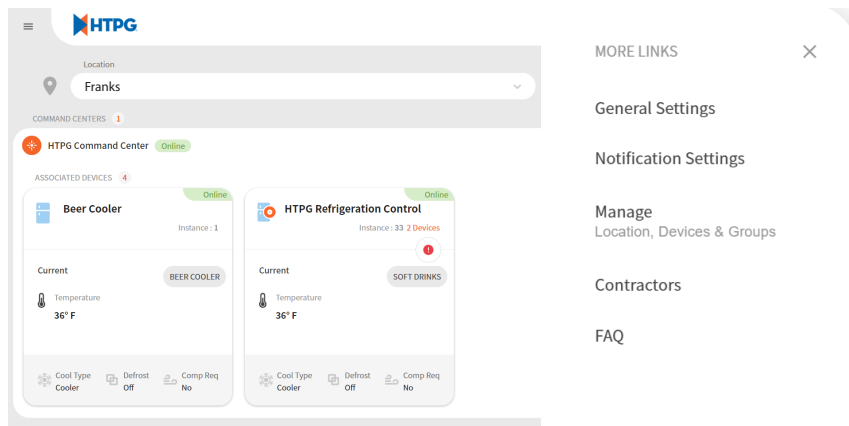 HTPG
Location
Franks
COMMAND CENTERS 1
HTPG Command Center Online
ASSOCIATED DEVICES 4
Online
Beer Cooler
Instance : 1
Current
BEER COOLER
Temperature
36° F
Cool Type
Cooler
Defrost
Off
Comp Req
No
Online
HTPG Refrigeration Control
Instance : 33 2 Devices
Current
SOFT DRINKS
Temperature
36° F
Cool Type
Cooler
Defrost
Off
Comp Req
No
MORE LINKS
General Settings
Notification Settings
Manage
Location, Devices & Groups
Contractors
FAQ